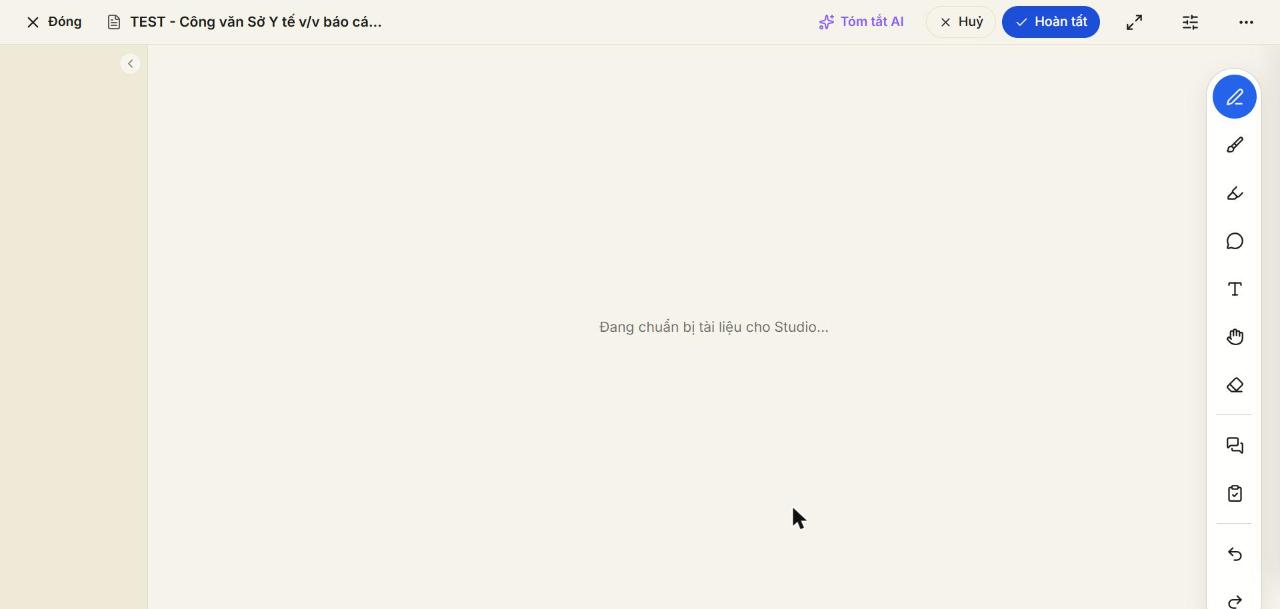 Đóng
TEST - Công văn Sở Y tế v/v báo cá...
Tóm tắt AI
Huỷ
Hoàn tất
Đang chuẩn bị tài liệu cho Studio...